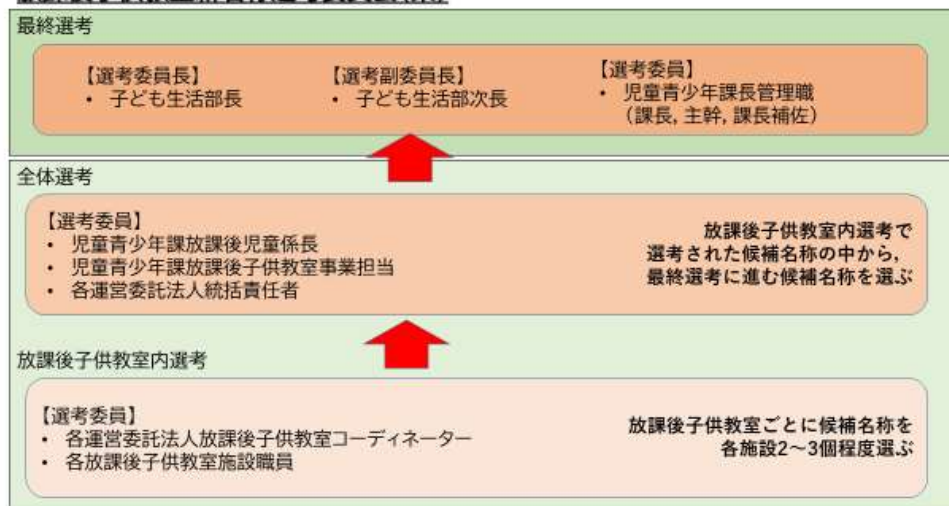 最終選考
【選考委員長】
• 子ども生活部長
【選考副委員長】
• 子ども生活部次長
【選考委員】
• 児童青少年課長管理職
（課長, 主幹, 課長補佐）
全体選考
【選考委員】
• 児童青少年課放課後児童係長
• 児童青少年課放課後子供教室事業担当
• 各運営委託法人統括責任者
放課後子供教室内選考で
選考された候補名称の中から,
最終選考に進む候補名称を選ぶ
放課後子供教室内選考
【選考委員】
• 各運営委託法人放課後子供教室コーディネーター
• 各放課後子供教室施設職員
放課後子供教室ごとに候補名称を
各施設2～3個程度選ぶ